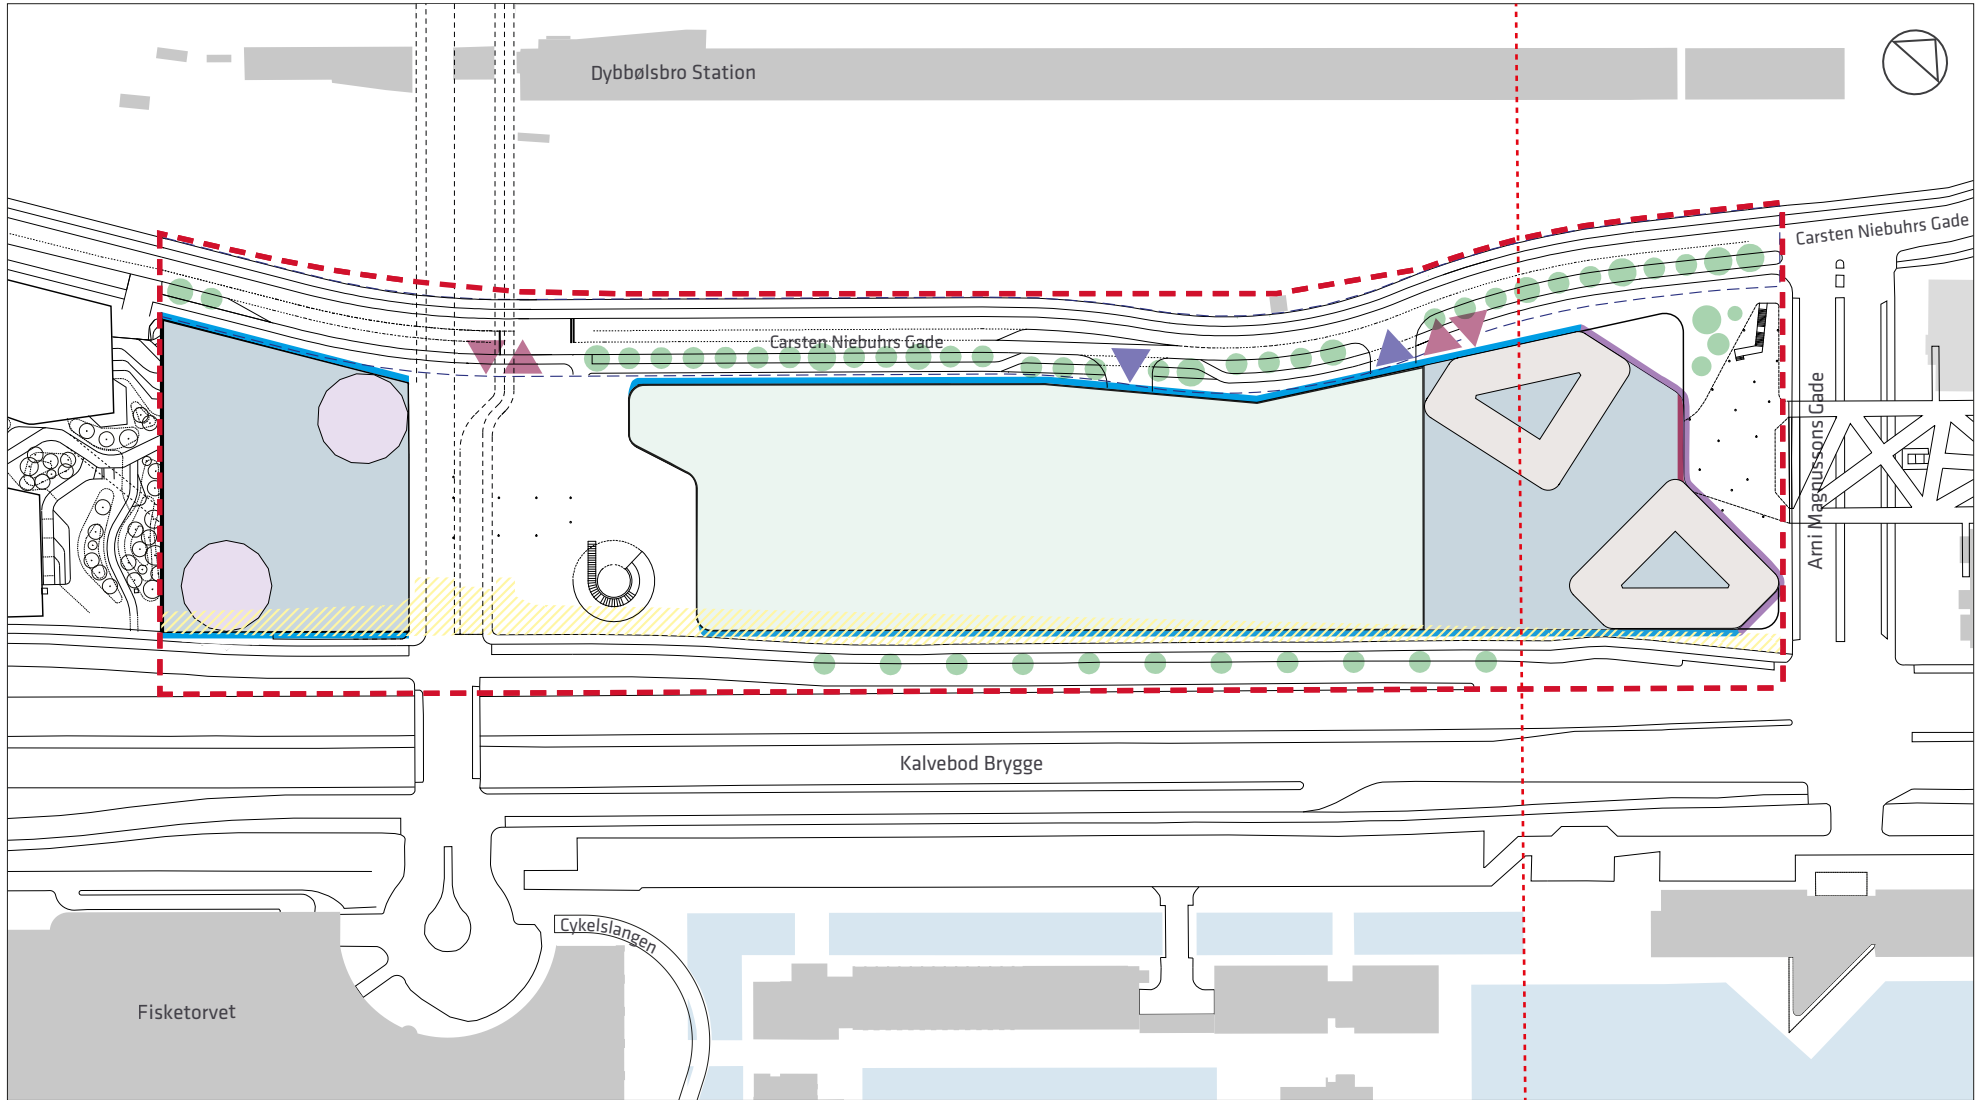 Dybbølsbro Station
Carsten Niebuhrs Gade
Carsten Niebuhrs Gade
Arni Magnussons Gade
Kalvebod Brygge
Cykelslangen
Fisketorvet